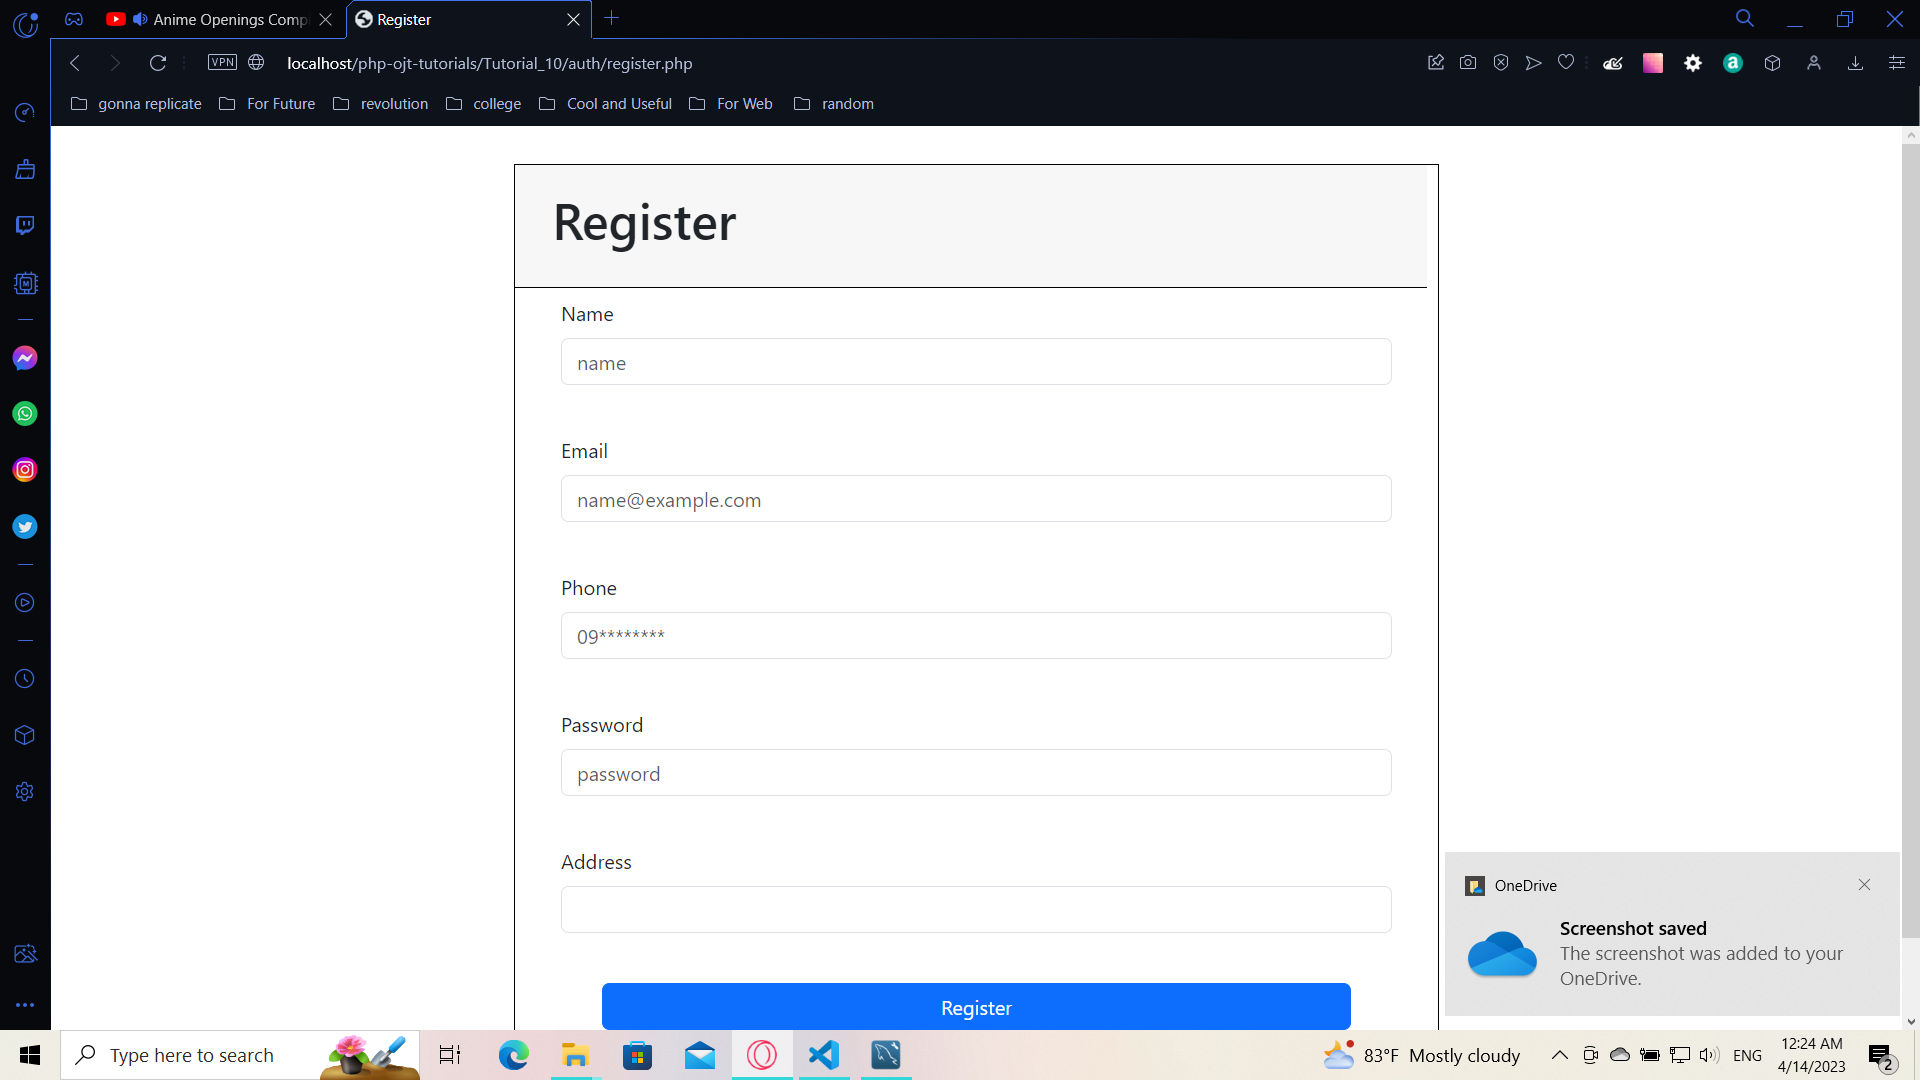 Anime Openings Comp
Register
VPN
localhost/php-ojt-tutorials/Tutorial_10/auth/register.php
a
gonna replicate
For Future
revolution
college
Cool and Useful
For Web
random
M
Register
Name
name
Email
name@example.com
Phone
09********
Password
password
Address
Register
OneDrive
Screenshot saved
The screenshot was added to your
OneDrive.
Type here to search
83°F Mostly cloudy
ENG
12:24 AM
4/14/2023
2